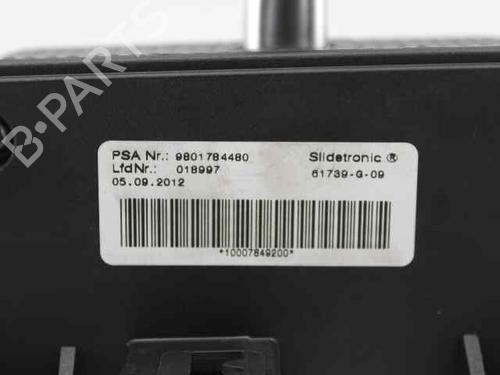 B-Parts
PSA Nr.: 9801784480 Slidetronic ®
LfdNr.: 018997 61739-G-09
05.09.2012
*10007849200*